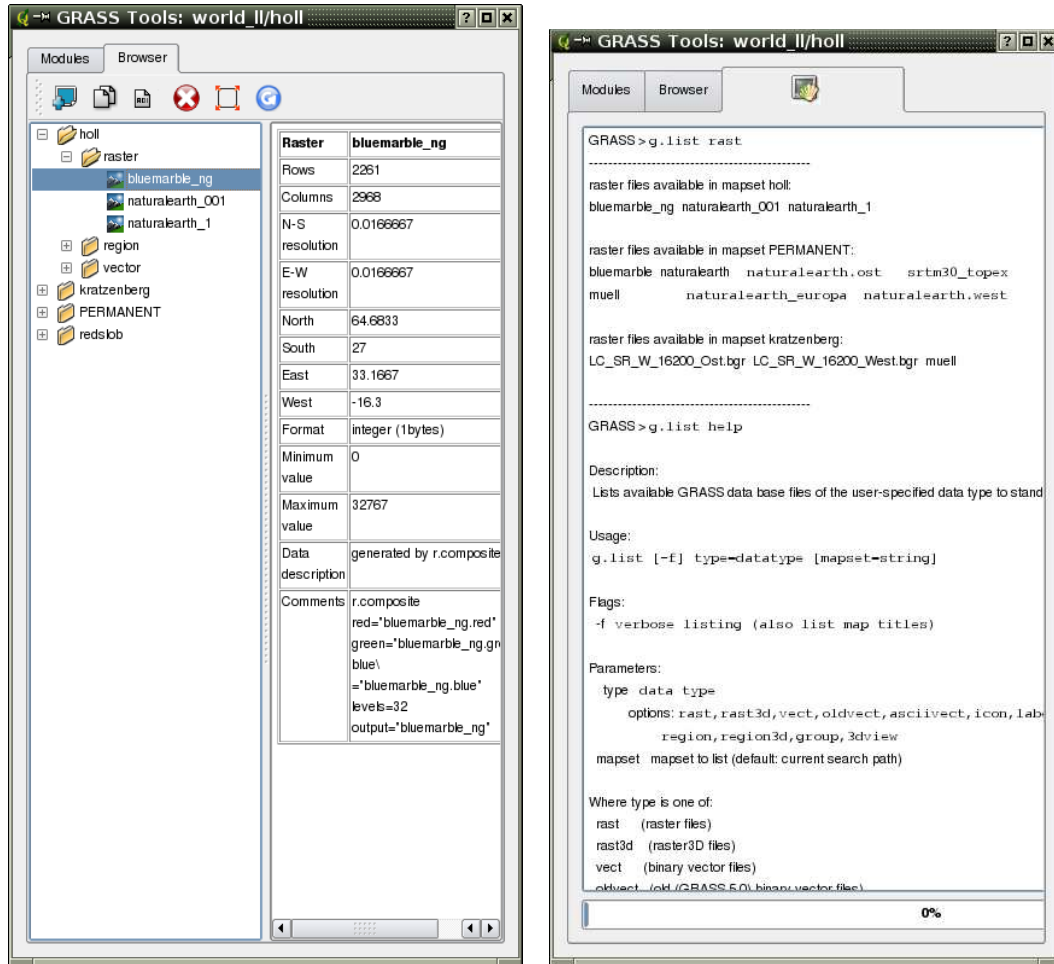 GRASS Tools: world_ll/holl
Modules Browser
holl
raster
bluemarble_ng
naturalearth_001
naturalearth_1
region
vector
kratzenberg
PERMANENT
redslob
Raster bluemarble_ng
Rows 2261
Columns 2968
N-S resolution 0.0166667
E-W resolution 0.0166667
North 64.6833
South 27
East 33.1667
West -16.3
Format integer (1bytes)
Minimum value 0
Maximum value 32767
Data description generated by r.composite
Comments r.composite
red="bluemarble_ng.red"
green="bluemarble_ng.gr
blue\
="bluemarble_ng.blue"
levels=32
output="bluemarble_ng"
GRASS Tools: world_ll/holl
Modules Browser
GRASS>g.list rast
----------------------------------------------
raster files available in mapset holl:
bluemarble_ng naturalearth_001 naturalearth_1
raster files available in mapset PERMANENT:
bluemarble naturalearth naturalearth.ost srtm30_topex
muell naturalearth_europa naturalearth.west
raster files available in mapset kratzenberg:
LC_SR_W_16200_Ost.bgr LC_SR_W_16200_West.bgr muell
----------------------------------------------
GRASS>g.list help
Description:
Lists available GRASS data base files of the user-specified data type to stand
Usage:
g.list [-f] type=datatype [mapset=string]
Flags:
-f verbose listing (also list map titles)
Parameters:
type data type
options: rast,rast3d,vect,oldvect,asciivect,icon,lab
region,region3d,group,3dview
mapset mapset to list (default: current search path)
Where type is one of:
rast (raster files)
rast3d (raster3D files)
vect (binary vector files)
oldvect (old (GRASS 5.0) binary vector files)
0%